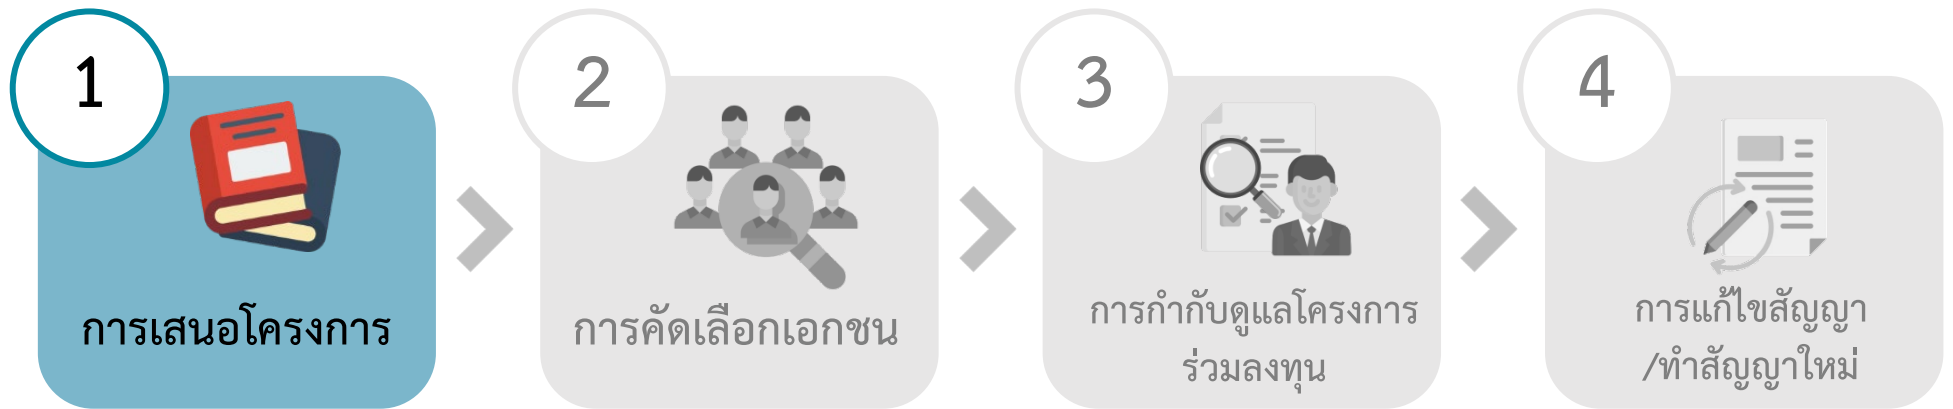 1
การเสนอโครงการ
2
การคัดเลือกเอกชน
3
การกำกับดูแลโครงการ
ร่วมลงทุน
4
การแก้ไขสัญญา
/ทำสัญญาใหม่